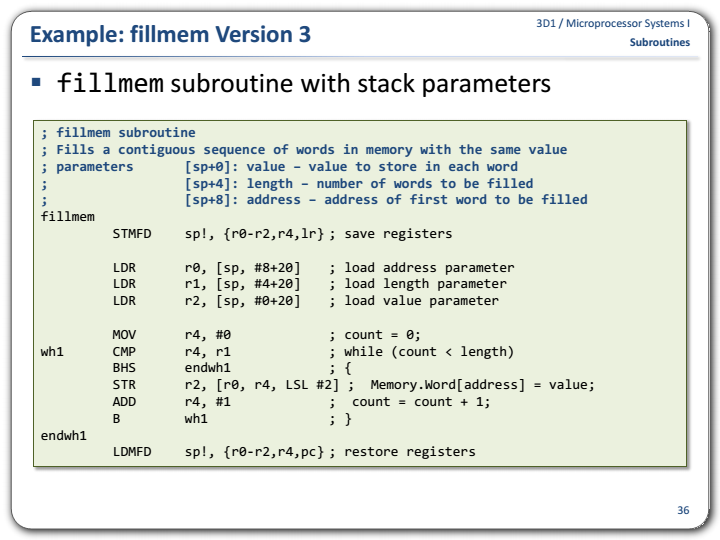 Example: fillmem Version 3
3D1 / Microprocessor Systems I
Subroutines
▪ fillmem subroutine with stack parameters
; fillmem subroutine
; Fills a contiguous sequence of words in memory with the same value
; parameters [sp+0]: value – value to store in each word
; [sp+4]: length – number of words to be filled
; [sp+8]: address – address of first word to be filled
fillmem
STMFD sp!, {r0-r2,r4,lr} ; save registers
LDR r0, [sp, #8+20] ; load address parameter
LDR r1, [sp, #4+20] ; load length parameter
LDR r2, [sp, #0+20] ; load value parameter
MOV r4, #0 ; count = 0;
wh1 CMP r4, r1 ; while (count < length)
BHS endwh1 ; {
STR r2, [r0, r4, LSL #2] ; Memory.Word[address] = value;
ADD r4, #1 ; count = count + 1;
B wh1 ; }
endwh1
LDMFD sp!, {r0-r2,r4,pc} ; restore registers
36